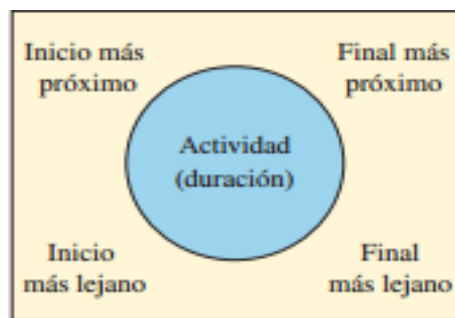 Inicio más
próximo
Final más
próximo
Actividad
(duración)
Inicio
más lejano
Final
más lejano